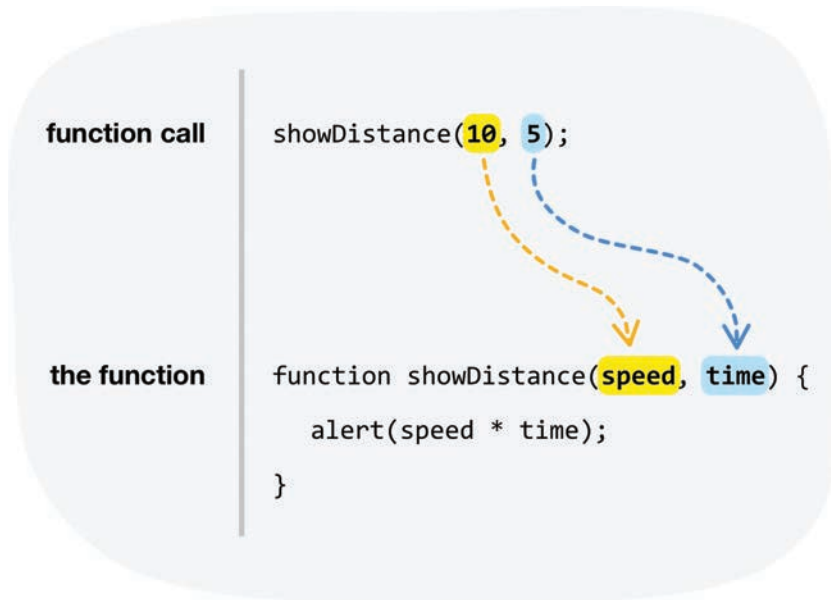 function call showDistance(10, 5);
the function function showDistance(speed, time) {
alert(speed * time);
}